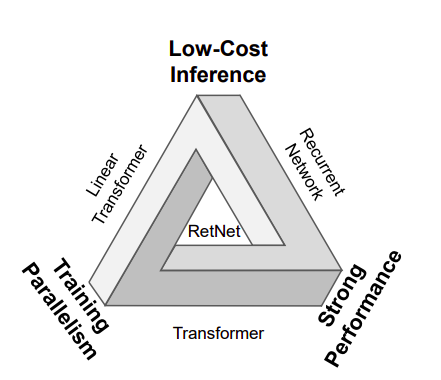 Low-Cost
Inference
Linear
Transformer
Recurrent
Network
RetNet
Training
Parallelism
Strong
Performance
Transformer